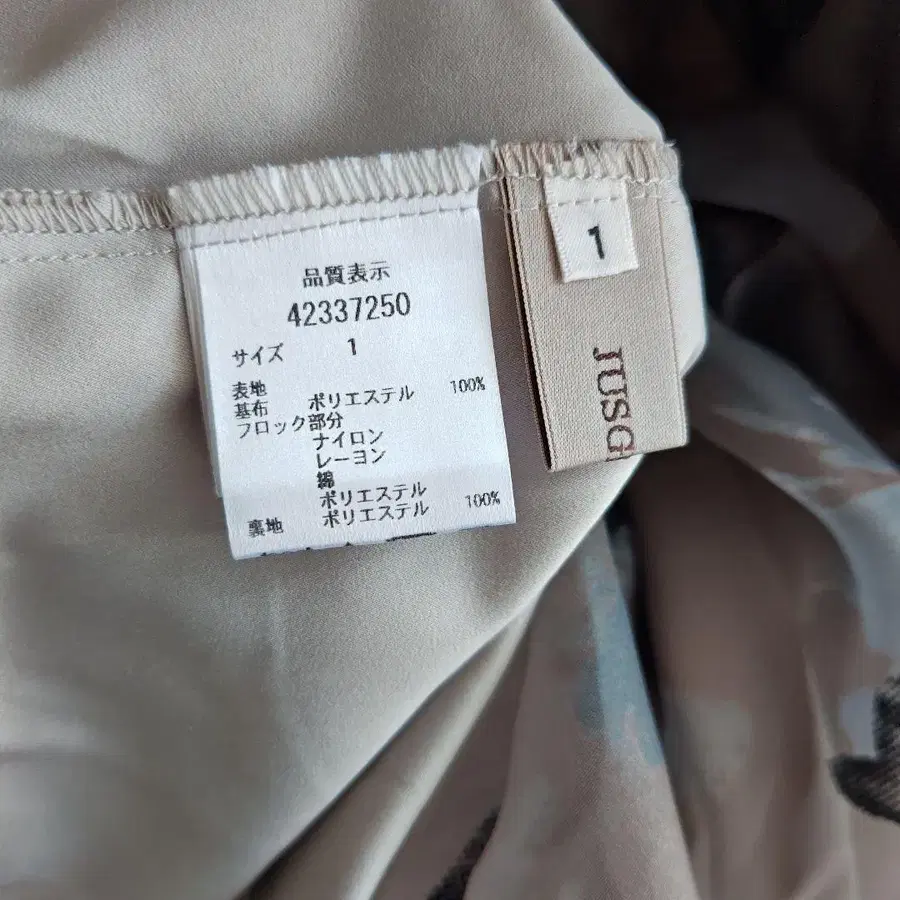 品質表示
42337250
サイズ 1
表地
基布 ポリエステル 100%
フロック部分
ナイロン
レーヨン
綿
ポリエステル
裏地 ポリエステル 100%
1
JUSG